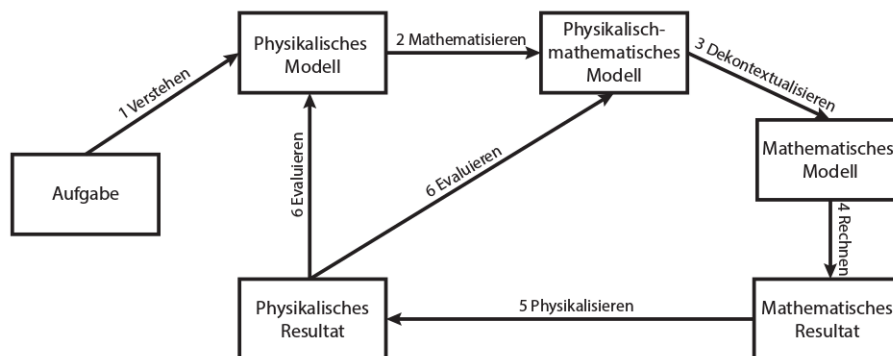 Physikalisches
Modell
2 Mathematisieren
Physikalisch-
mathematisches
Modell
3 Dekontextualisieren
1 Verstehen
Aufgabe
6 Evaluieren
6 Evaluieren
Mathematisches
Modell
4 Rechnen
Physikalisches
Resultat
5 Physikalisieren
Mathematisches
Resultat